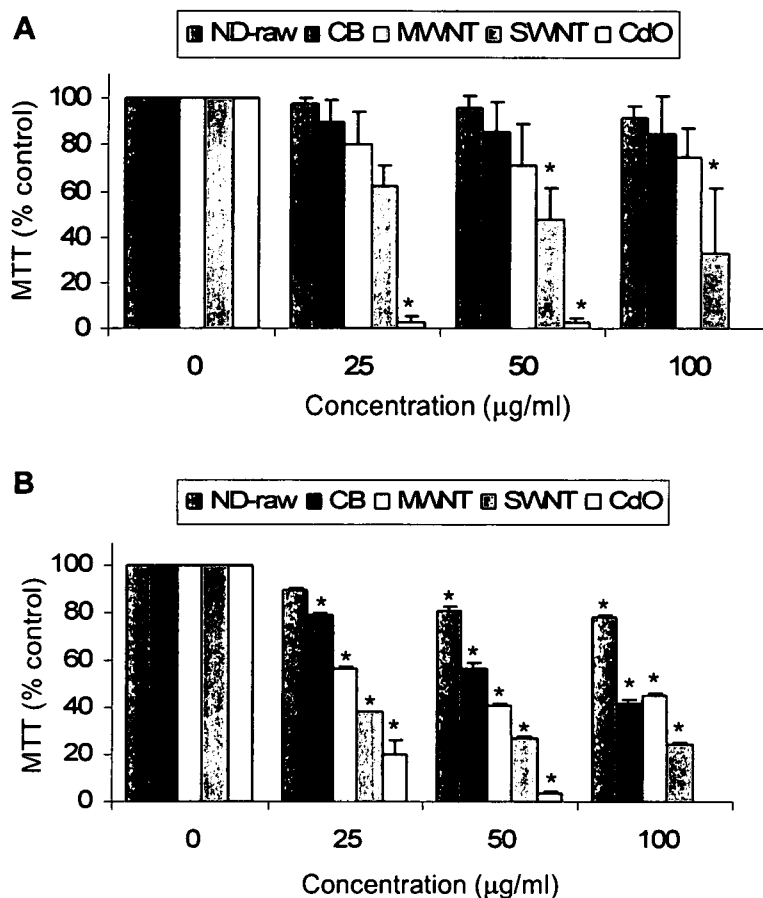 A
ND-raw CB MWNT SWNT CdO
100
80
60
40
20
0
MTT (% control)
* * * * *
0 25 50 100
Concentration (μg/ml)
B
ND-raw CB MWNT SWNT CdO
100
80
60
40
20
0
MTT (% control)
* * * * * * * * * * * * *
0 25 50 100
Concentration (μg/ml)